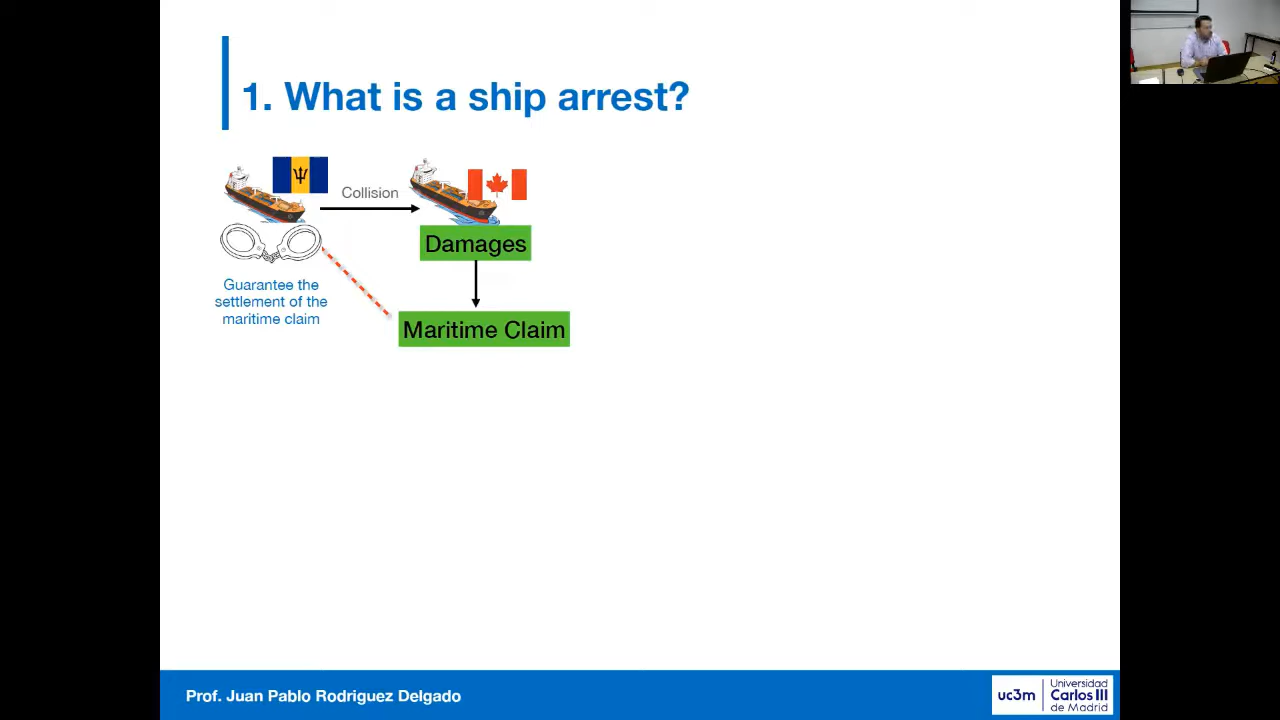 1. What is a ship arrest?
Collision
Damages
Guarantee the
settlement of the
maritime claim
Maritime Claim
Prof. Juan Pablo Rodriguez Delgado
uc3m
Universidad
Carlos III
de Madrid